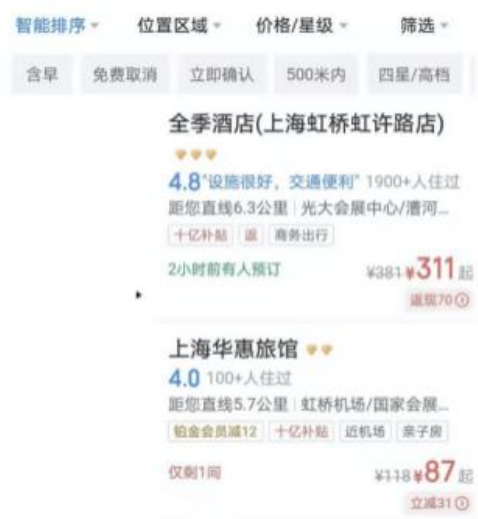 智能排序 位置区域 价格/星级 筛选
含早 免费取消 立即确认 500米内 四星/高档
全季酒店(上海虹桥虹许路店)
4.8 "设施很好，交通便利" 1900+人住过
距您直线6.3公里 | 光大会展中心/漕河...
十亿补贴 返 商务出行
2小时前有人预订 ¥381 ¥311起
返现70
上海华惠旅馆
4.0 100+人住过
距您直线5.7公里 | 虹桥机场/国家会展...
铂金会员减12 十亿补贴 近机场 亲子房
仅剩1间 ¥118 ¥87起
立减31